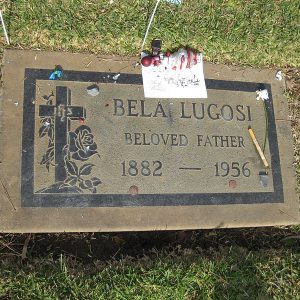 BELA LUGOSI
BELOVED FATHER
1882 — 1956